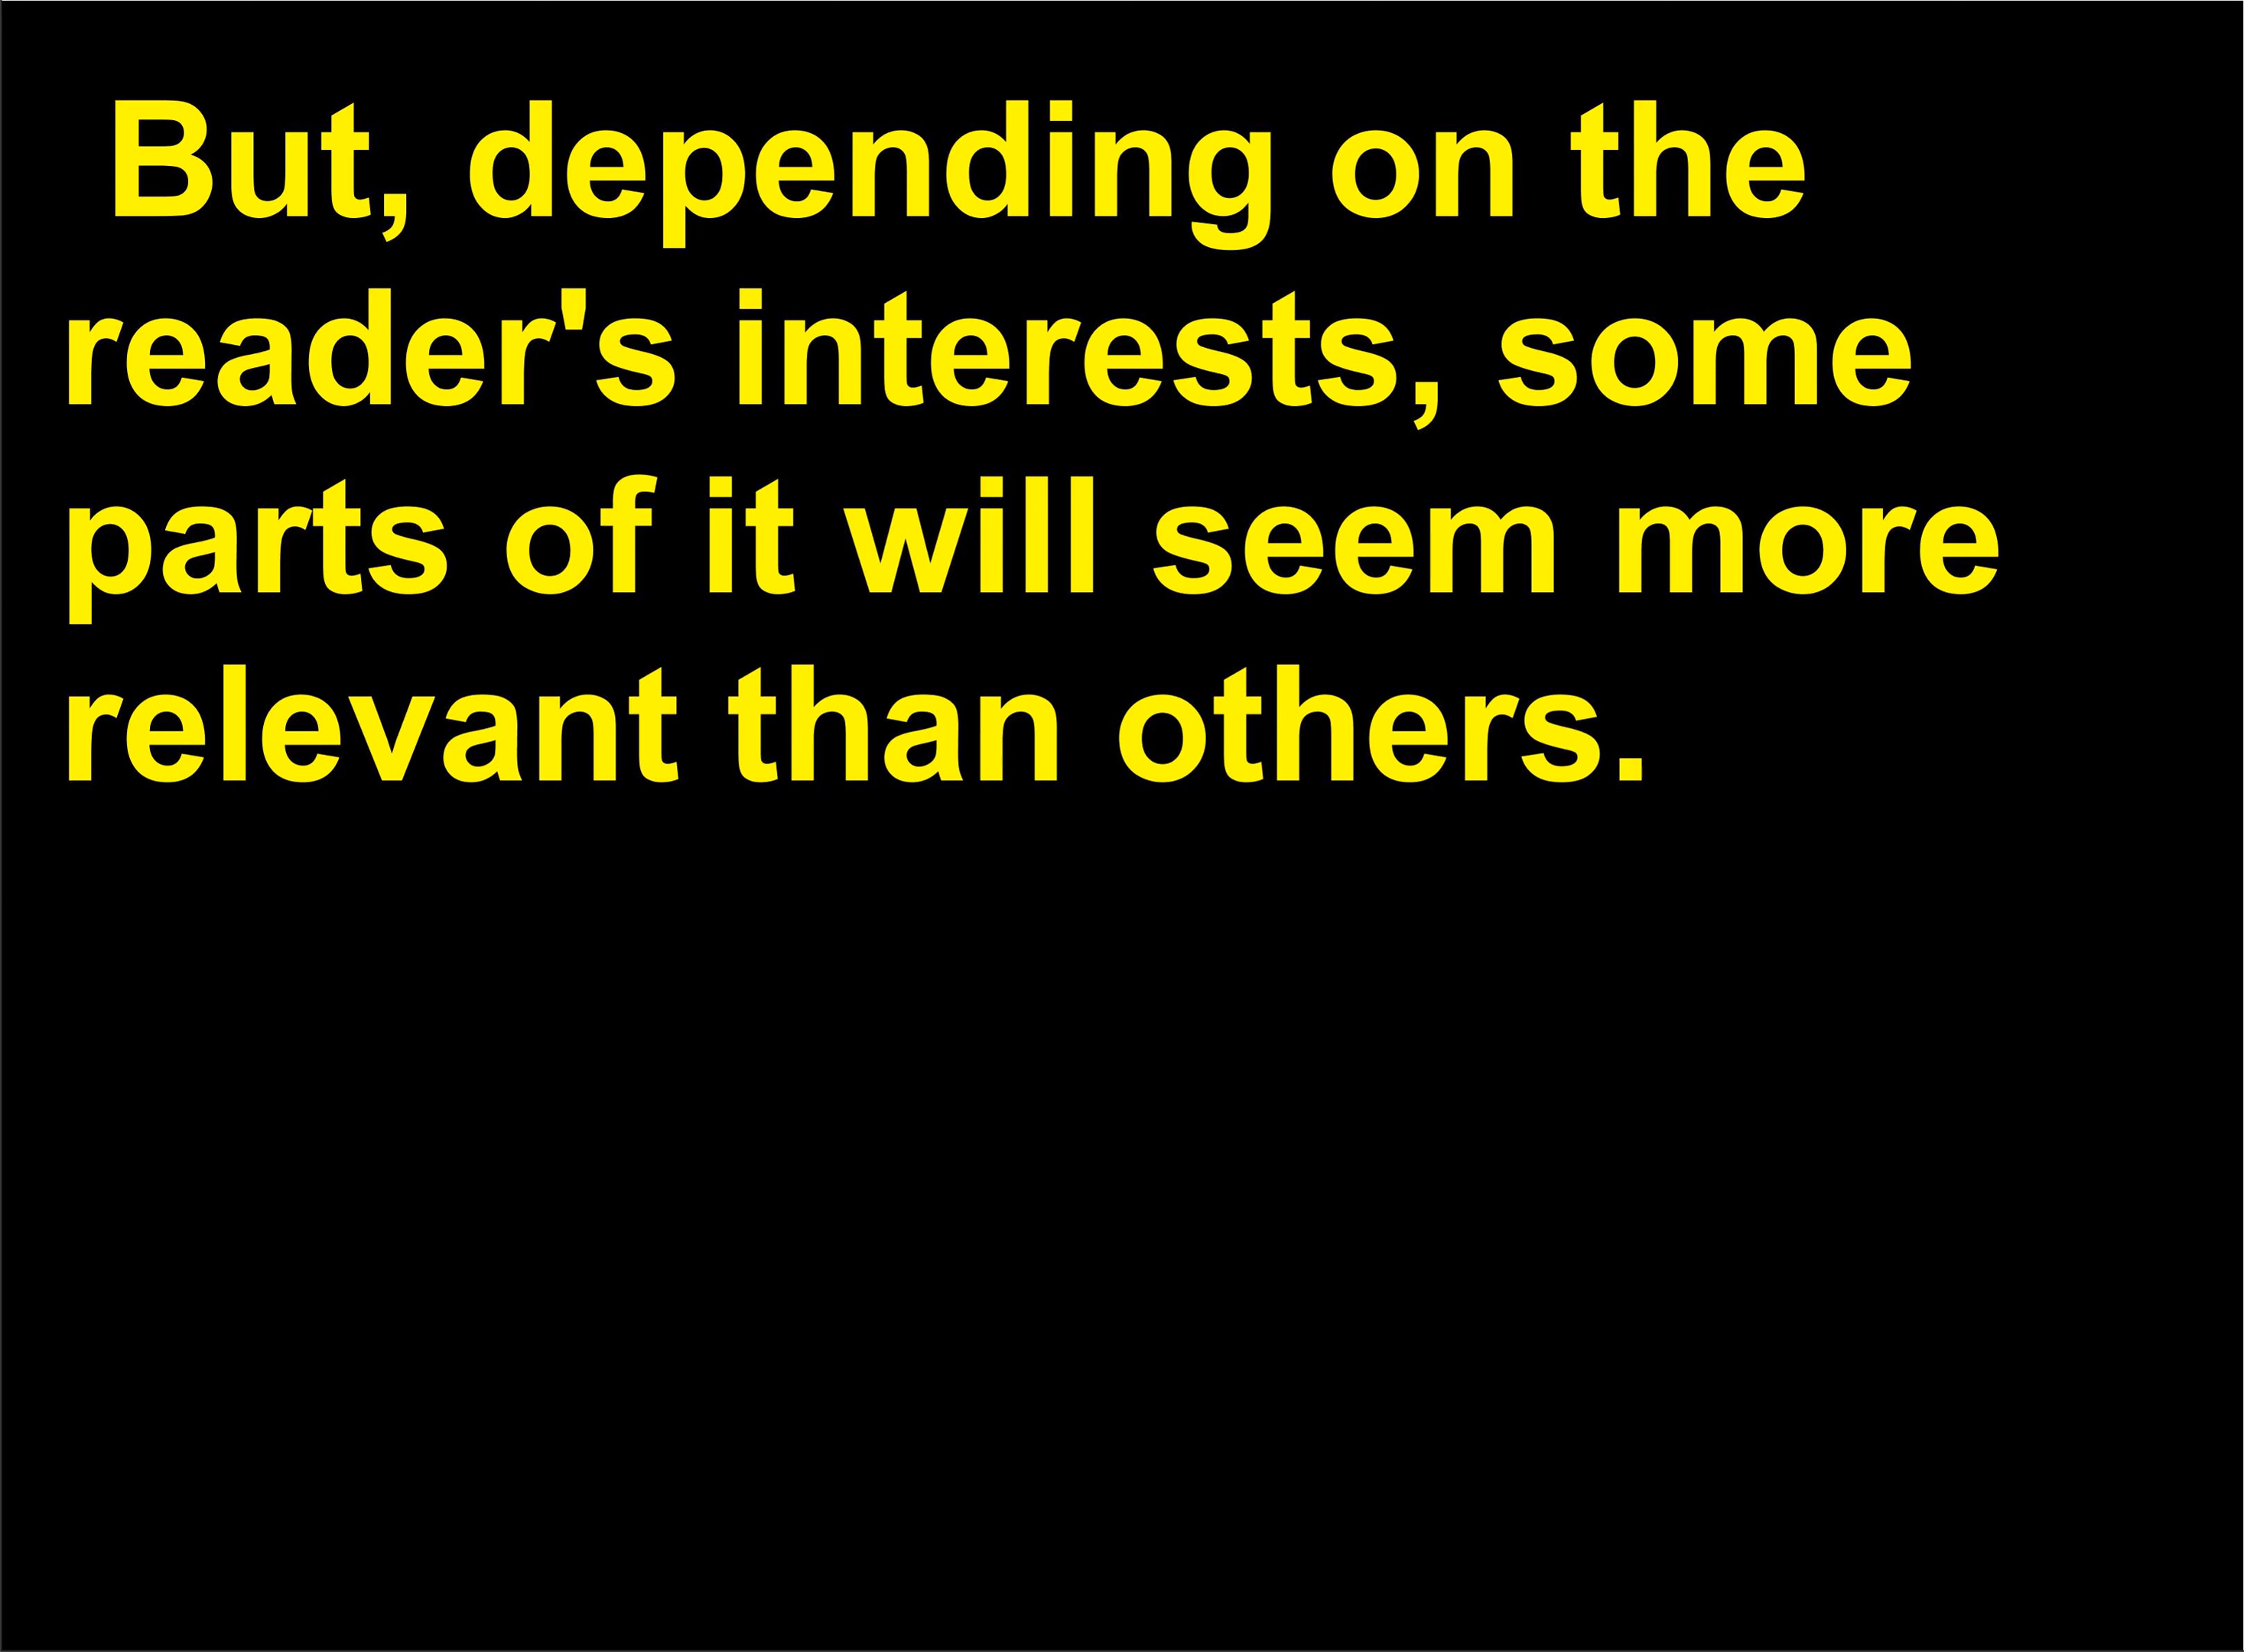 But, depending on the
reader's interests, some
parts of it will seem more
relevant than others.